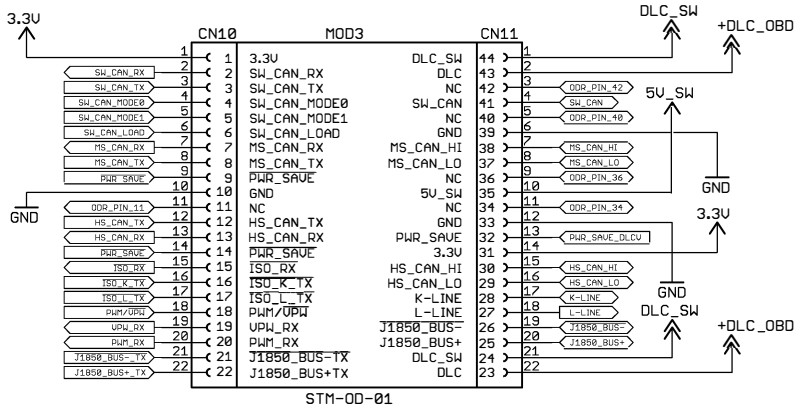 3.3V
DLC_SW
+DLC_OBD
CN10 MOD3 CN11
1 1 3.3V DLC_SW 44 1
SW_CAN_RX 2 2 SW_CAN_RX DLC 43 2
SW_CAN_TX 3 3 SW_CAN_TX NC 42 3 ODR_PIN_42
SW_CAN_MODE0 4 4 SW_CAN_MODE0 SW_CAN 41 4 SW_CAN
SW_CAN_MODE1 5 5 SW_CAN_MODE1 NC 40 5 ODR_PIN_40
5V_SW
SW_CAN_LOAD 6 6 SW_CAN_LOAD GND 39 6
MS_CAN_RX 7 7 MS_CAN_RX MS_CAN_HI 38 7 MS_CAN_HI
MS_CAN_TX 8 8 MS_CAN_TX MS_CAN_LO 37 8 MS_CAN_LO
PWR_SAVE 9 9 PWR_SAVE NC 36 9 ODR_PIN_36
GND
10 10 GND 5V_SW 35 10
GND
ODR_PIN_11 11 11 NC NC 34 11 ODR_PIN_34
3.3V
HS_CAN_TX 12 12 HS_CAN_TX GND 33 12
HS_CAN_RX 13 13 HS_CAN_RX PWR_SAVE 32 13 PWR_SAVE_DLCV
PWR_SAVE 14 14 PWR_SAVE 3.3V 31 14
ISO_RX 15 15 ISO_RX HS_CAN_HI 30 15 HS_CAN_HI
ISO_K_TX 16 16 ISO_K_TX HS_CAN_LO 29 16 HS_CAN_LO
GND
ISO_L_TX 17 17 ISO_L_TX K-LINE 28 17 K-LINE
PWM/VPW 18 18 PWM/VPW L-LINE 27 18 L-LINE
DLC_SW
VPW_RX 19 19 VPW_RX J1850_BUS- 26 19 J1850_BUS-
+DLC_OBD
PWM_RX 20 20 PWM_RX J1850_BUS+ 25 20 J1850_BUS+
J1850_BUS-_TX 21 21 J1850_BUS-TX DLC_SW 24 21
J1850_BUS+_TX 22 22 J1850_BUS+TX DLC 23 22
STM-OD-01